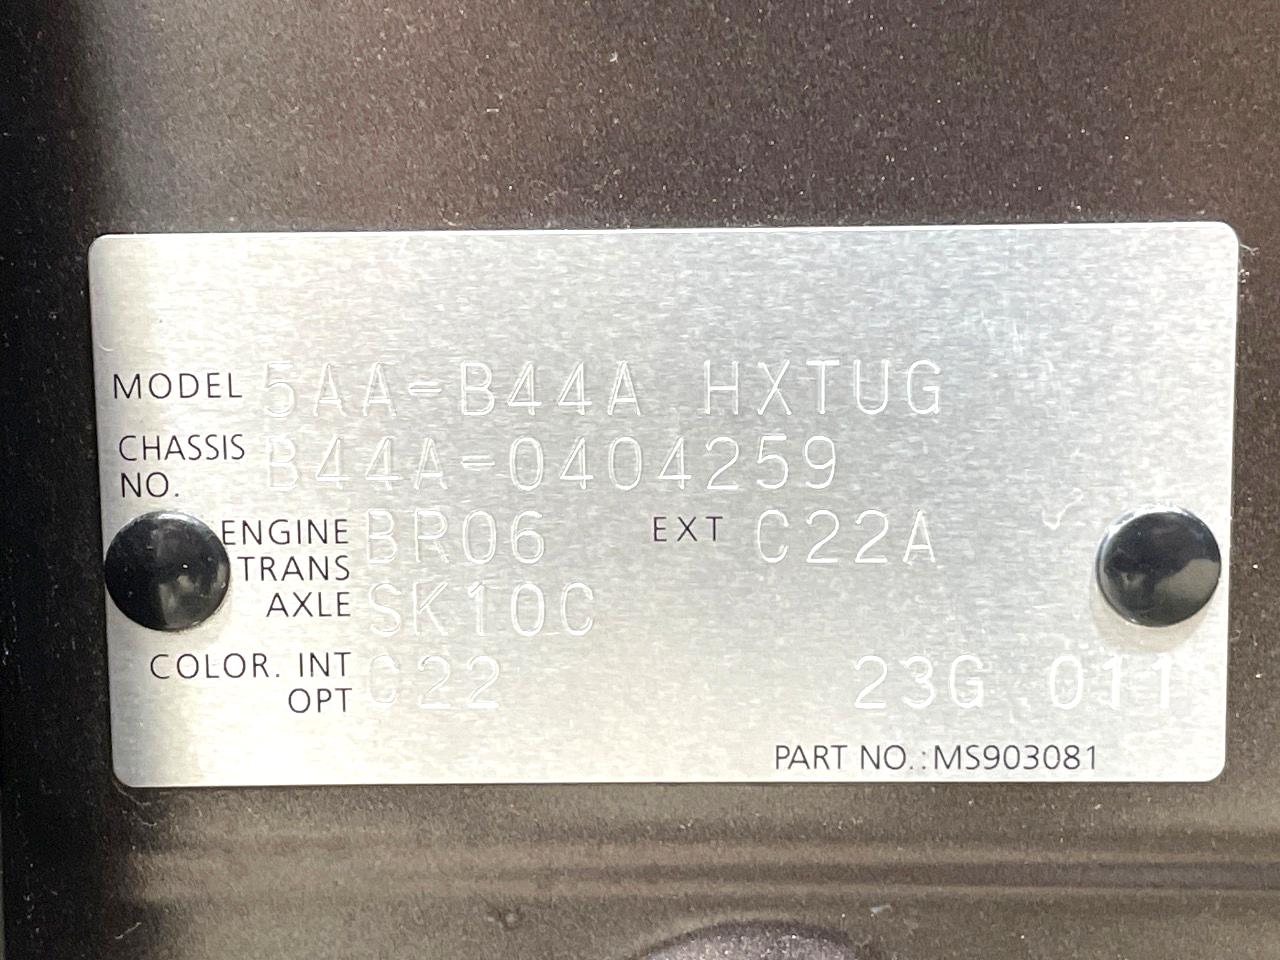 MODEL 5AA-B44A HXTUG
CHASSIS NO. B44A-0404259
ENGINE BR06 EXT C22A
TRANS AXLE SK10C
COLOR. INT OPT C22 23G 011
PART NO.:MS903081